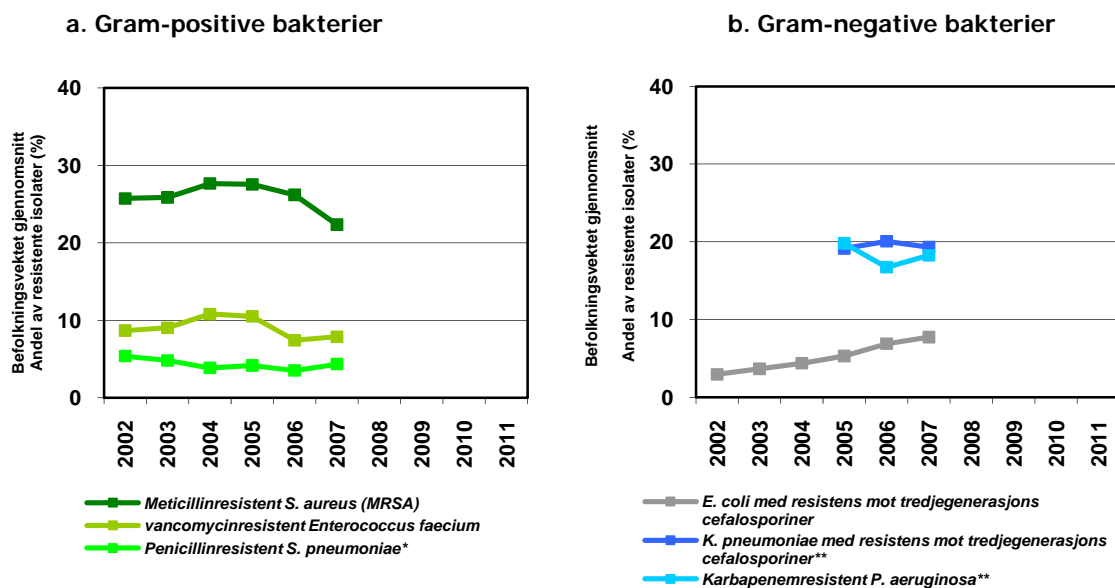 a. Gram-positive bakterier
Befolkningsvektet gjennomsnitt
Andel av resistente isolater (%)
40
30
20
10
0
2002
2003
2004
2005
2006
2007
2008
2009
2010
2011
Meticillinresistent S. aureus (MRSA)
vancomycinresistent Enterococcus faecium
Penicillinresistent S. pneumoniae*
b. Gram-negative bakterier
Befolkningsvektet gjennomsnitt
Andel av resistente isolater (%
40
30
20
10
0
2002
2003
2004
2005
2006
2007
2008
2009
2010
2011
E. coli med resistens mot tredjegenerasjons
cefalosporiner
K. pneumoniae med resistens mot tredjegenerasjons
cefalosporiner**
Karbapenemresistent P. aeruginosa**